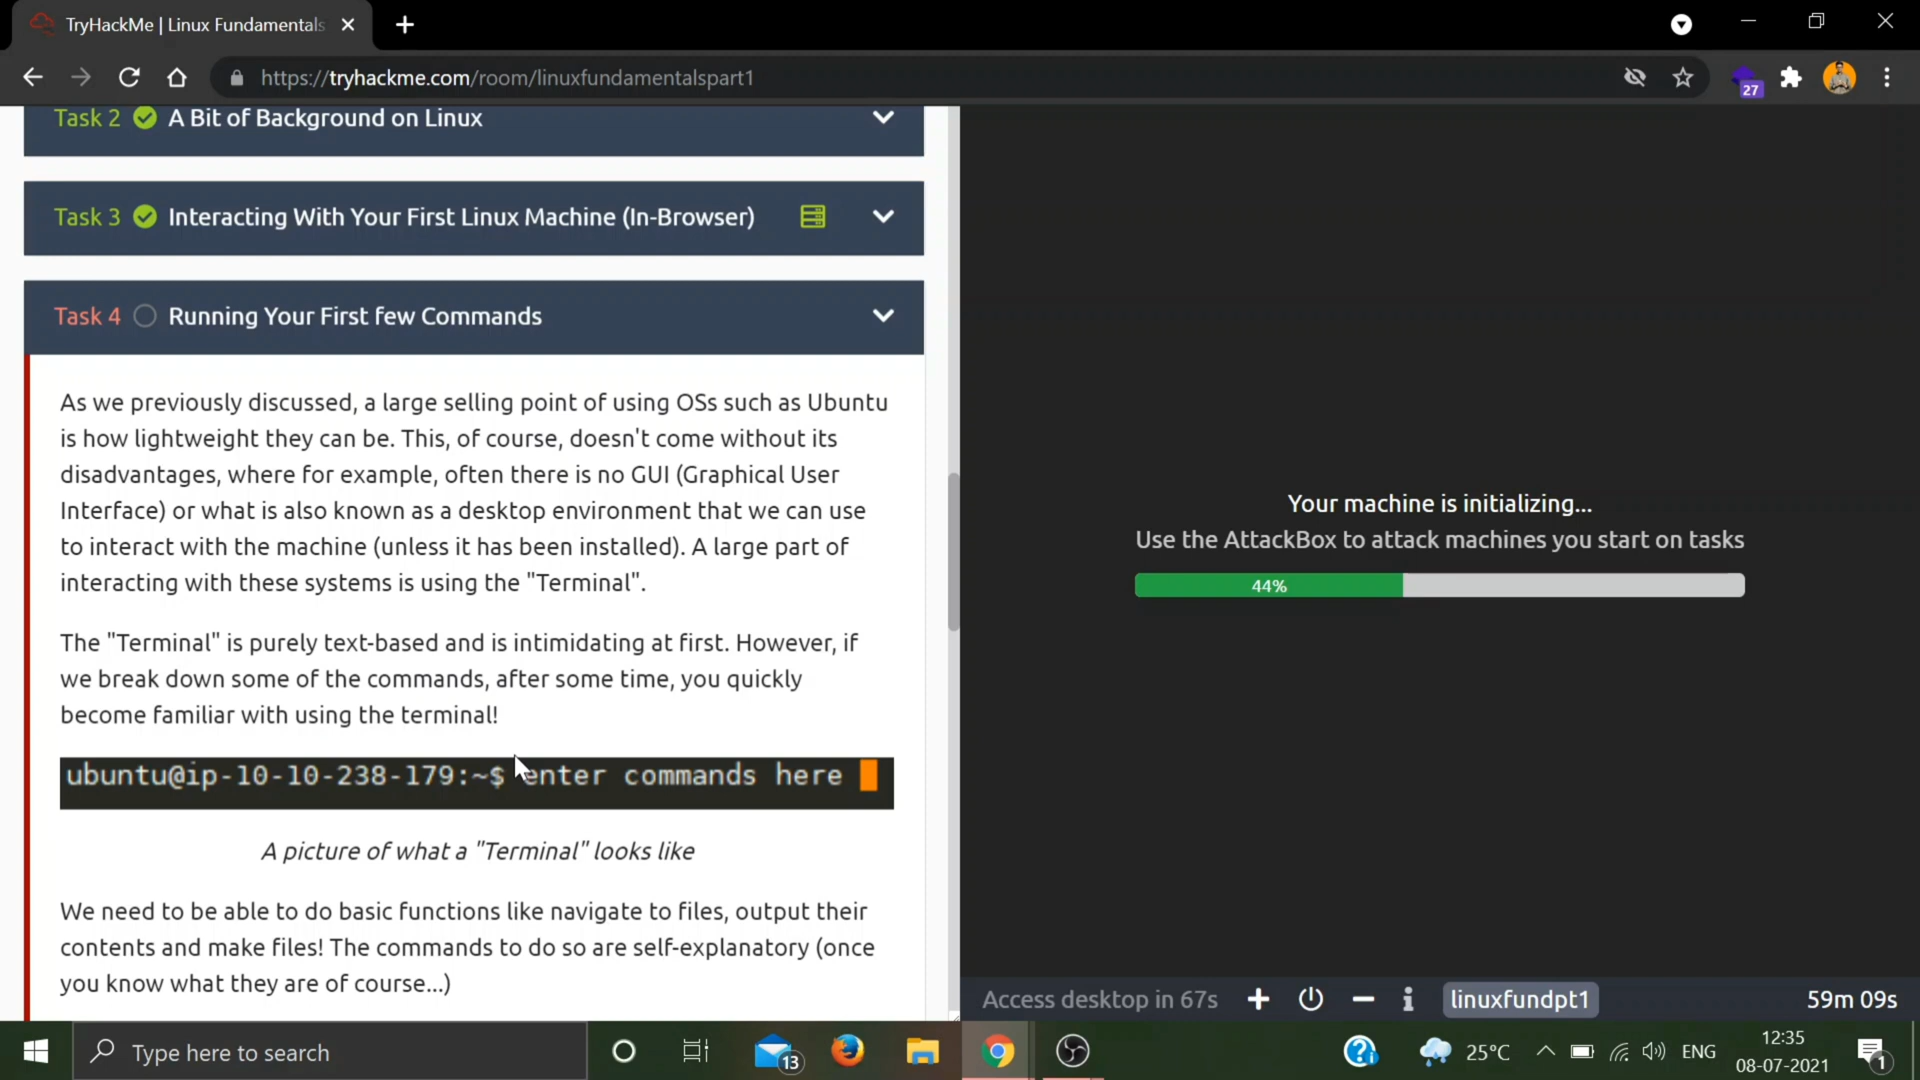 TryHackMe | Linux Fundamentals
https://tryhackme.com/room/linuxfundamentalspart1
27
Task 2 A Bit of Background on Linux
Task 3 Interacting With Your First Linux Machine (In-Browser)
Task 4 Running Your First few Commands
As we previously discussed, a large selling point of using OSs such as Ubuntu
is how lightweight they can be. This, of course, doesn't come without its
disadvantages, where for example, often there is no GUI (Graphical User
Interface) or what is also known as a desktop environment that we can use
to interact with the machine (unless it has been installed). A large part of
interacting with these systems is using the "Terminal".
The "Terminal" is purely text-based and is intimidating at first. However, if
we break down some of the commands, after some time, you quickly
become familiar with using the terminal!
ubuntu@ip-10-10-238-179:~$ enter commands here
A picture of what a "Terminal" looks like
We need to be able to do basic functions like navigate to files, output their
contents and make files! The commands to do so are self-explanatory (once
you know what they are of course...)
Your machine is initializing...
Use the AttackBox to attack machines you start on tasks
44%
Access desktop in 67s
linuxfundpt1
59m 09s
Type here to search
13
25°C
ENG
12:35
08-07-2021
1